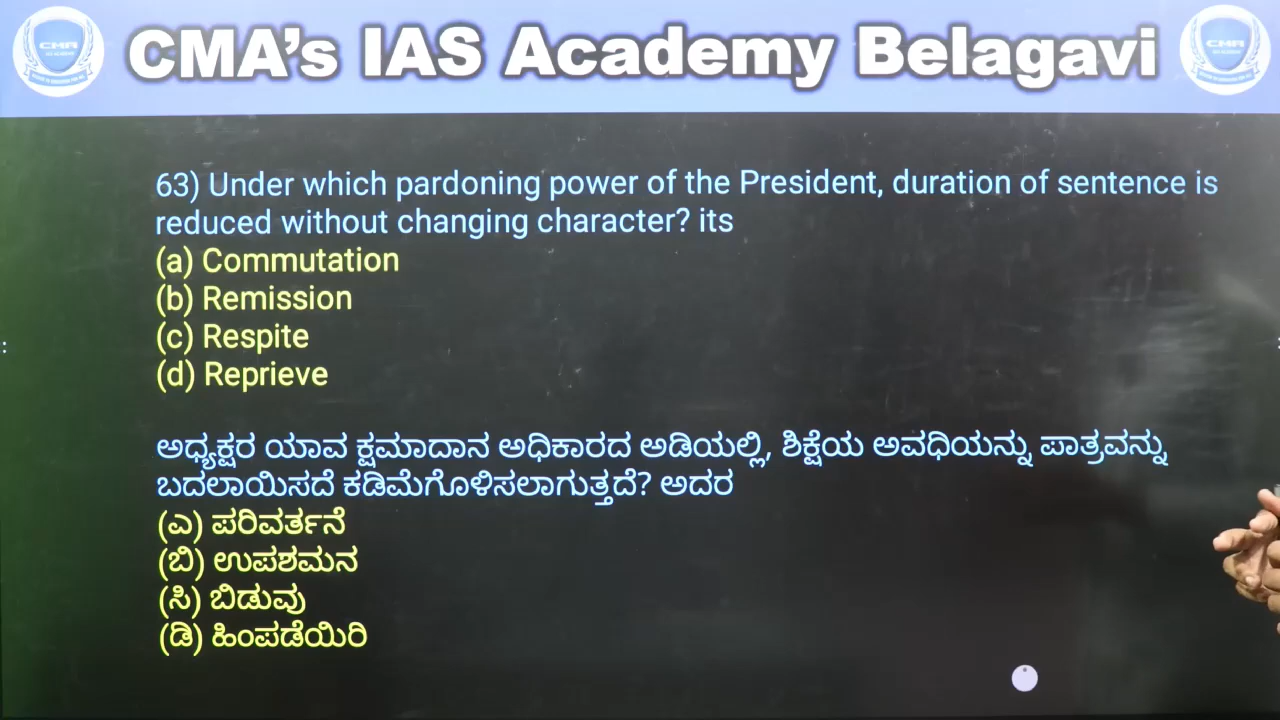 CMA's IAS Academy Belagavi
63) Under which pardoning power of the President, duration of sentence is
reduced without changing character? its
(a) Commutation
(b) Remission
(c) Respite
(d) Reprieve
ಅಧ್ಯಕ್ಷರ ಯಾವ ಕ್ಷಮಾದಾನ ಅಧಿಕಾರದ ಅಡಿಯಲ್ಲಿ, ಶಿಕ್ಷೆಯ ಅವಧಿಯನ್ನು ಪಾತ್ರವನ್ನು
ಬದಲಾಯಿಸದೆ ಕಡಿಮೆಗೊಳಿಸಲಾಗುತ್ತದೆ? ಅದರ
(ಎ) ಪರಿವರ್ತನೆ
(ಬಿ) ಉಪಶಮನ
(ಸಿ) ಬಿಡುವು
(ಡಿ) ಹಿಂಪಡೆಯಿರಿ